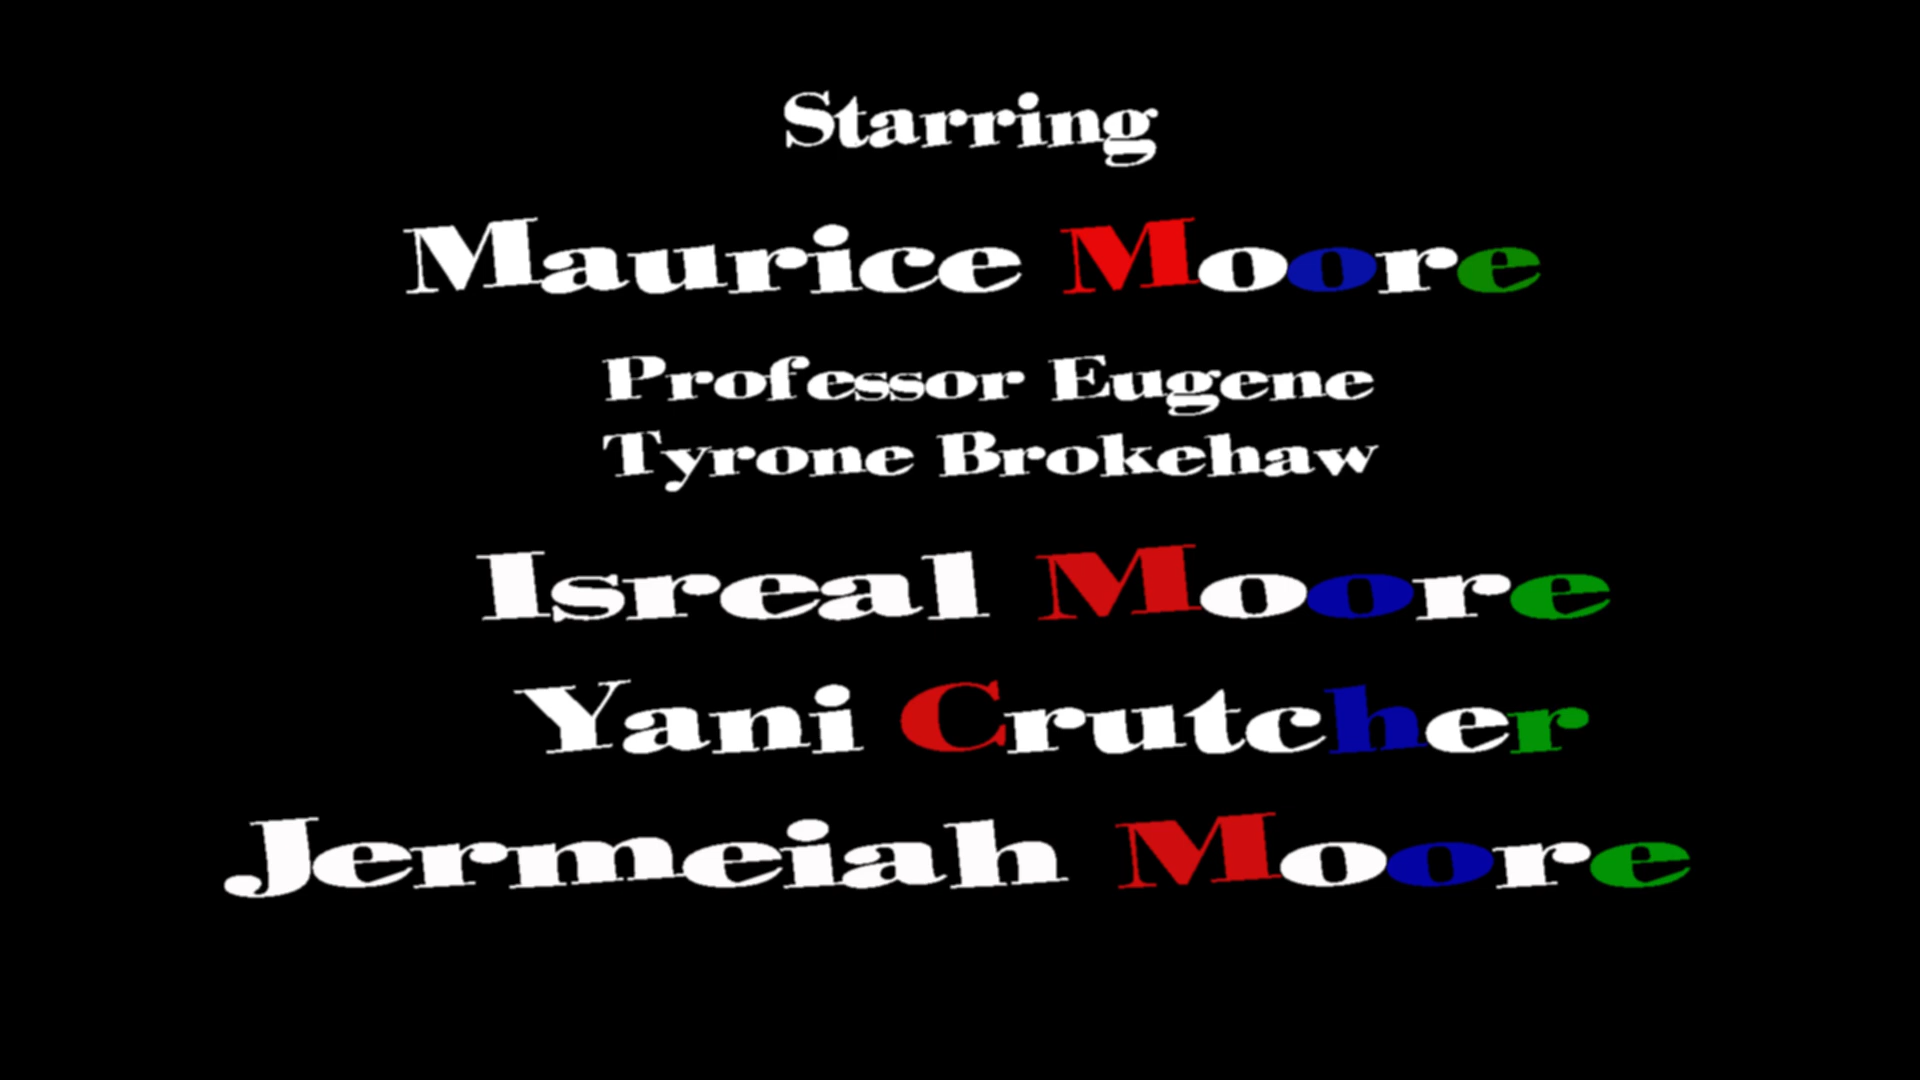 Starring
Maurice Moore
Professor Eugene
Tyrone Brokehaw
Isreal Moore
Yani Crutcher
Jermeiah Moore